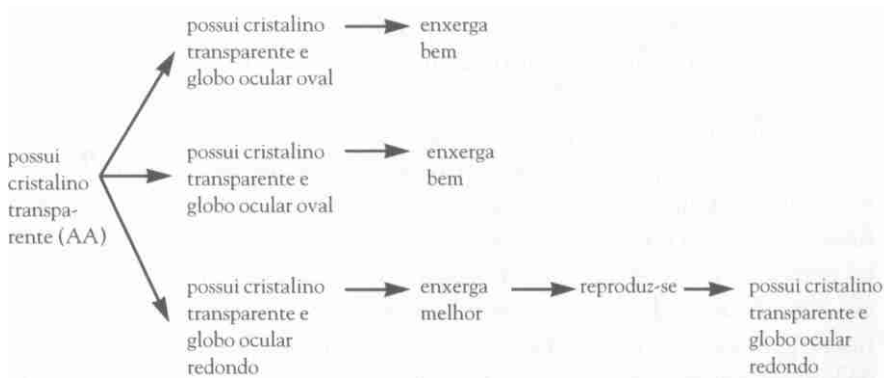 possui cristalino
transparente e
globo ocular oval
enxerga
bem
possui
cristalino
transpa-
rente (AA)
possui cristalino
transparente e
globo ocular oval
enxerga
bem
possui cristalino
transparente e
globo ocular
redondo
enxerga
melhor
reproduz-se
possui cristalino
transparente e
globo ocular
redondo